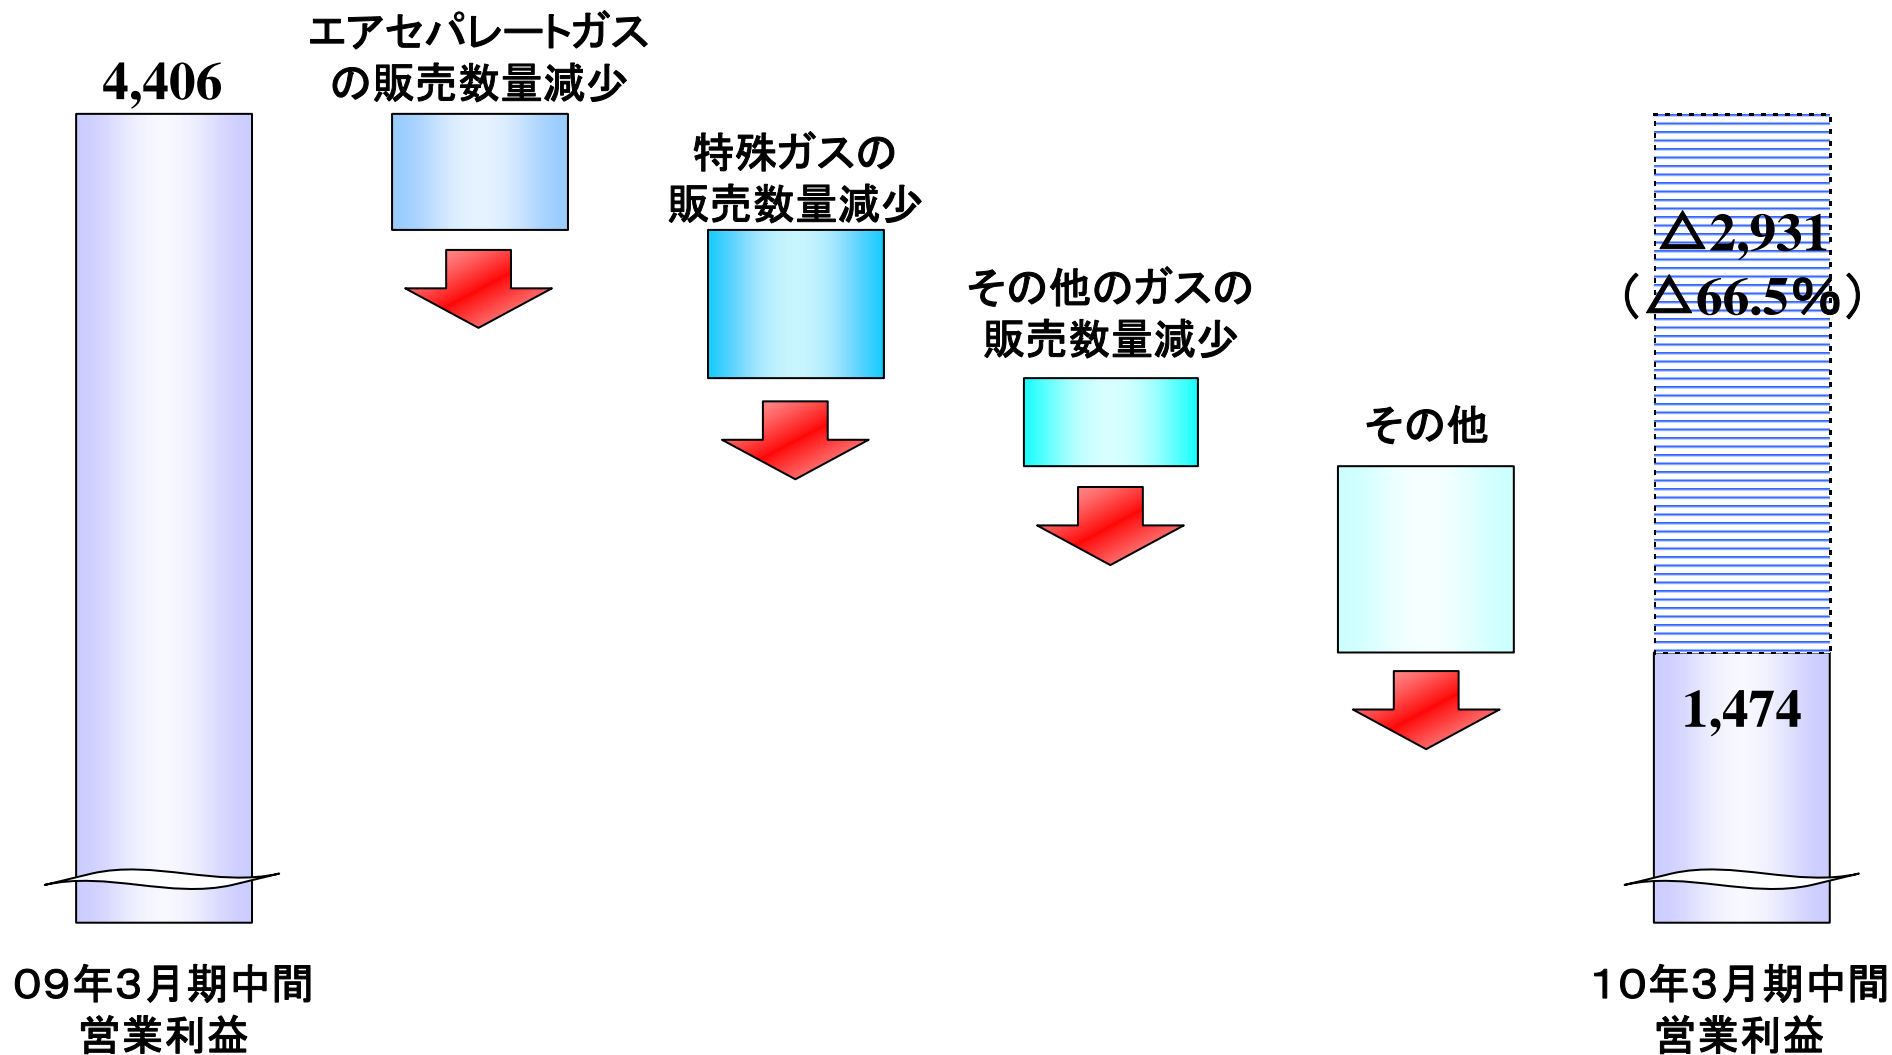 4,406
エアセパレートガス
の販売数量減少
特殊ガスの
販売数量減少
その他のガスの
販売数量減少
その他
△2,931
（△66.5％）
1,474
０９年３月期中間
営業利益
１０年３月期中間
営業利益